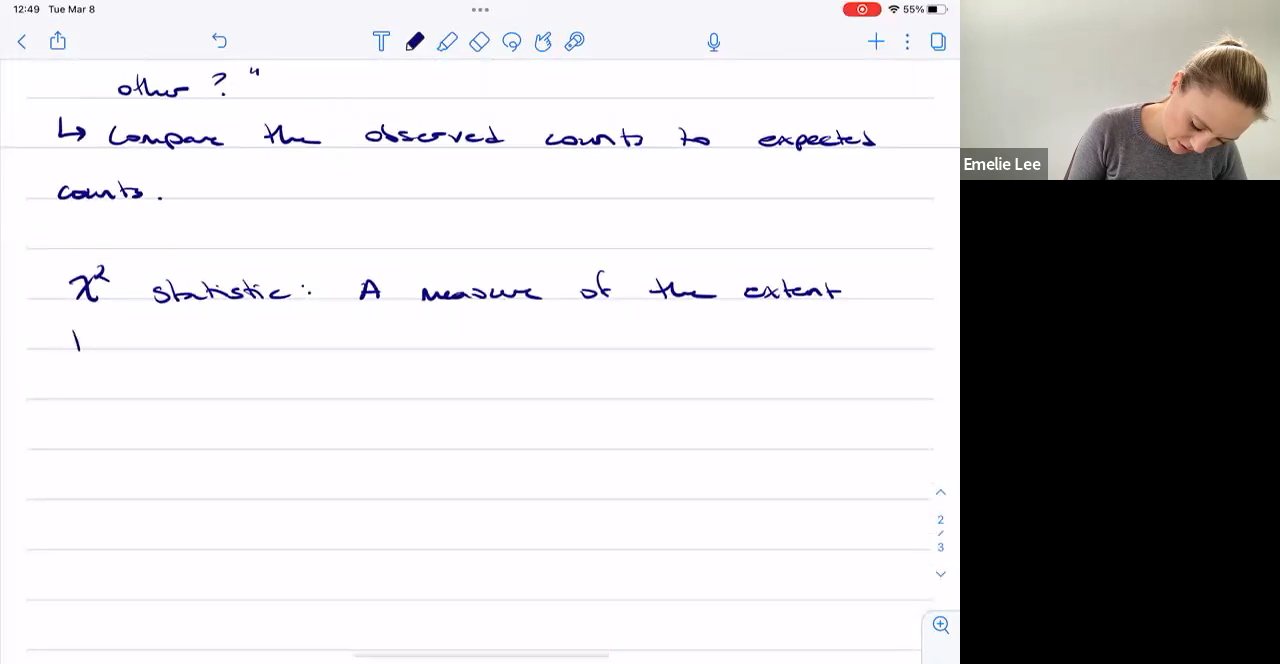 12:49 Tue Mar 8
55%
other ? "
↳ Compare the observed counts to expected
counts.
χ² statistic: A measure of the extent
2
/
3
Emelie Lee